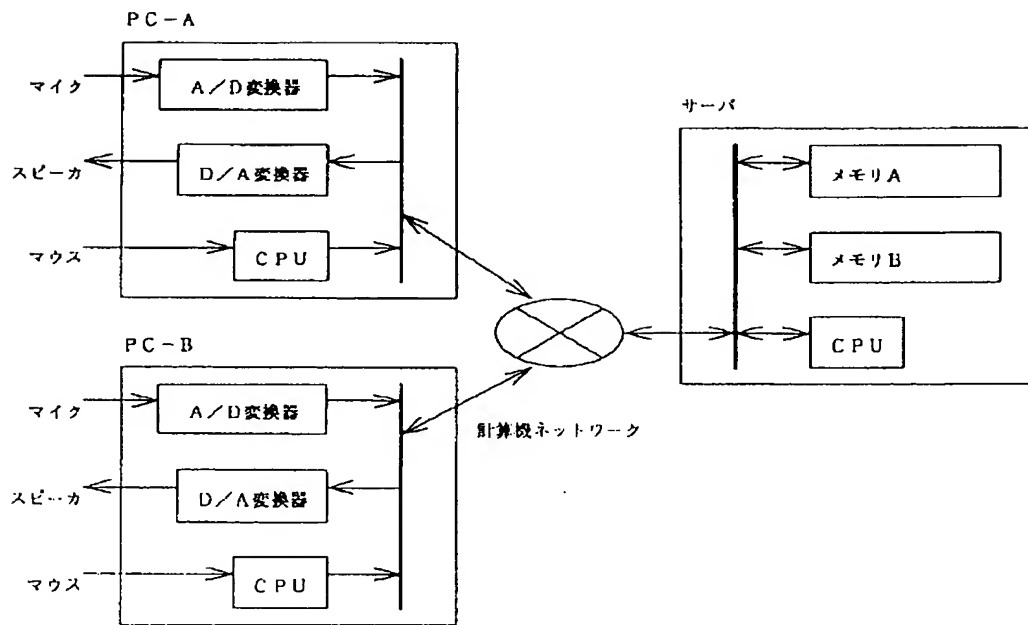 PC-A
マイク
A/D変換器
スピーカ
D/A変換器
マウス
CPU
サーバ
メモリA
メモリB
CPU
PC-B
マイク
A/D変換器
スピーカ
D/A変換器
マウス
CPU
計算機ネットワーク